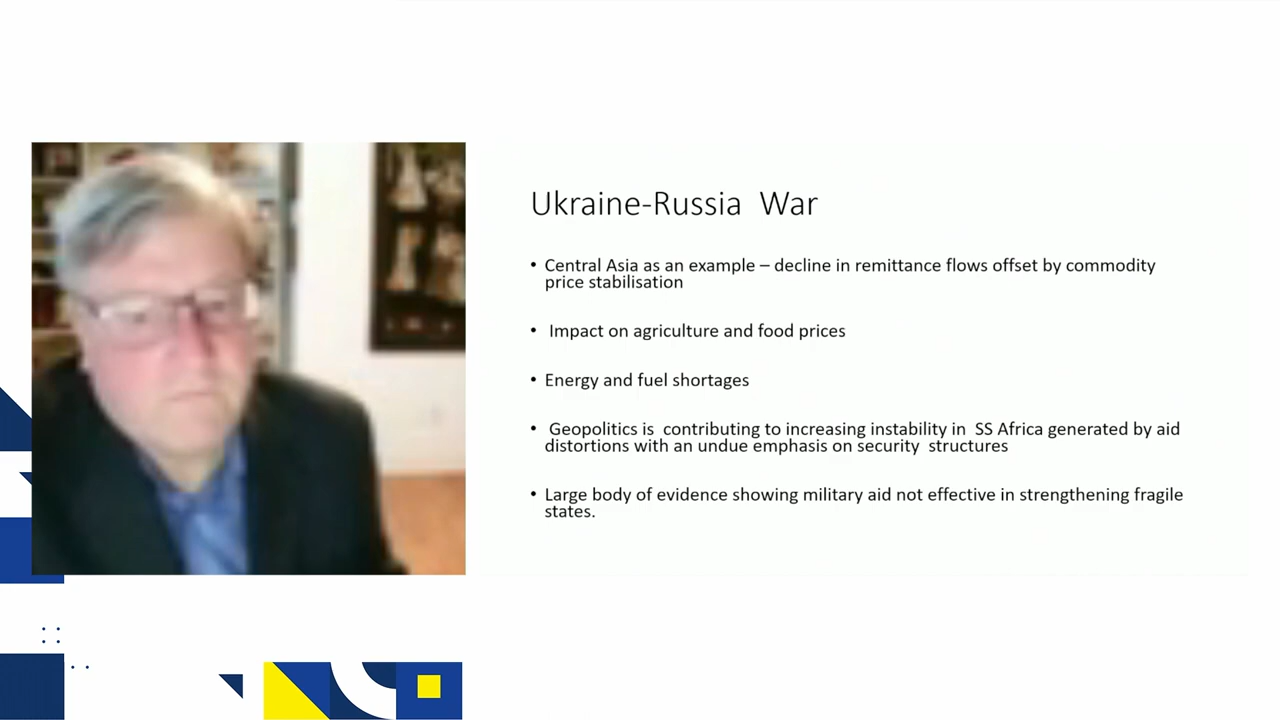 Ukraine-Russia  War
• Central Asia as an example – decline in remittance flows offset by commodity
price stabilisation
•  Impact on agriculture and food prices
• Energy and fuel shortages
•  Geopolitics is  contributing to increasing instability in  SS Africa generated by aid
distortions with an undue emphasis on security  structures
• Large body of evidence showing military aid not effective in strengthening fragile
states.